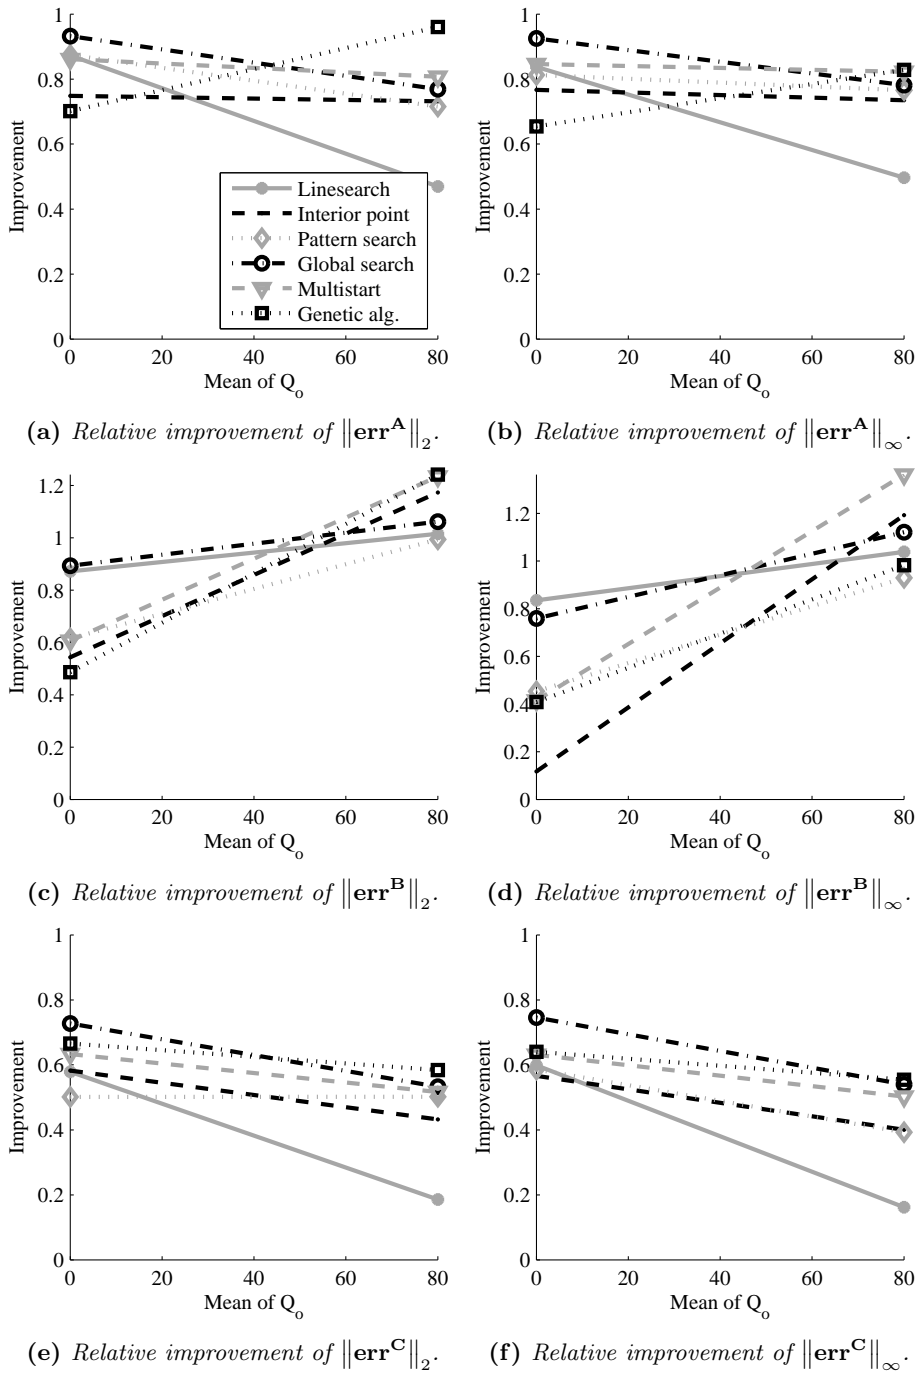 1
0.8
0.6
0.4
0.2
0
0 20 40 60 80
Improvement
Mean of Q_o
Linesearch
Interior point
Pattern search
Global search
Multistart
Genetic alg.
(a) Relative improvement of ‖err^A‖_2.
1
0.8
0.6
0.4
0.2
0
0 20 40 60 80
Improvement
Mean of Q_o
(b) Relative improvement of ‖err^A‖_∞.
1.2
1
0.8
0.6
0.4
0.2
0
0 20 40 60 80
Improvement
Mean of Q_o
(c) Relative improvement of ‖err^B‖_2.
1.2
1
0.8
0.6
0.4
0.2
0
0 20 40 60 80
Improvement
Mean of Q_o
(d) Relative improvement of ‖err^B‖_∞.
1
0.8
0.6
0.4
0.2
0
0 20 40 60 80
Improvement
Mean of Q_o
(e) Relative improvement of ‖err^C‖_2.
1
0.8
0.6
0.4
0.2
0
0 20 40 60 80
Improvement
Mean of Q_o
(f) Relative improvement of ‖err^C‖_∞.